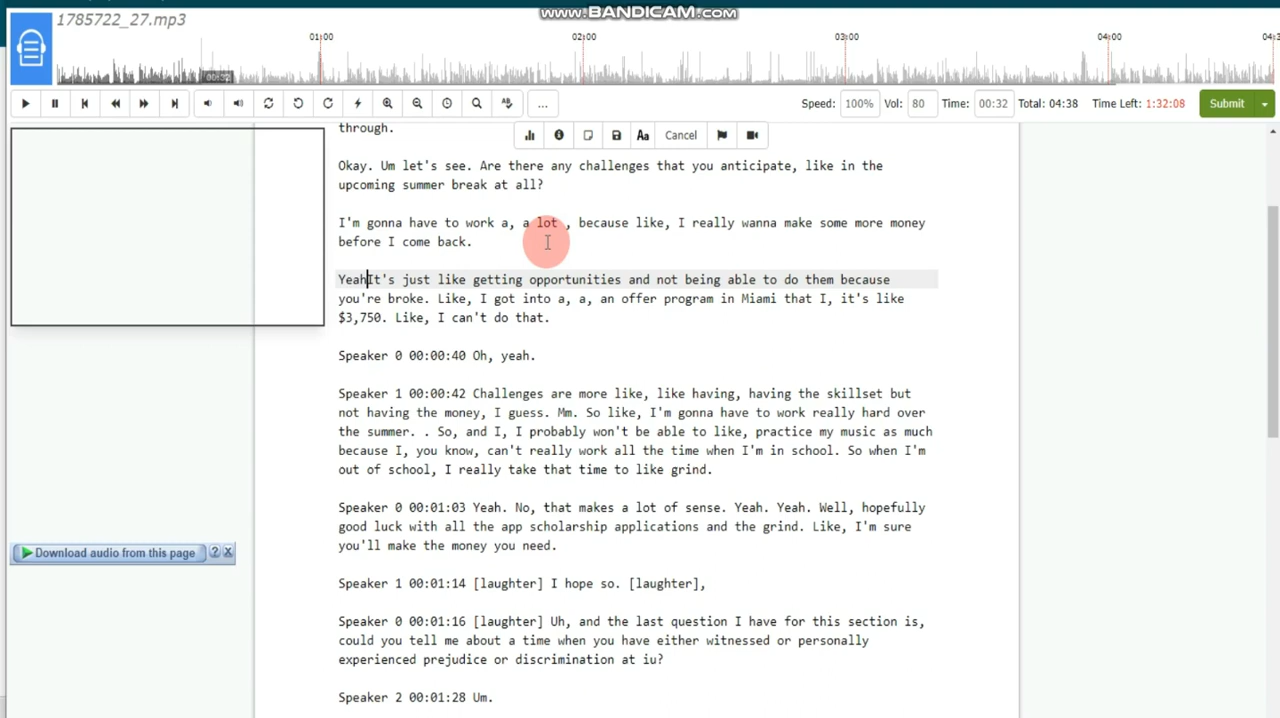 www.BANDICAM.com
1785722_27.mp3
01:00 02:00 03:00 04:00
00:32
... Speed: 100% Vol: 80 Time: 00:32 Total: 04:38 Time Left: 1:32:08 Submit
Aa Cancel
through.
Okay. Um let's see. Are there any challenges that you anticipate, like in the
upcoming summer break at all?
I'm gonna have to work a, a lot , because like, I really wanna make some more money
before I come back.
YeahIt's just like getting opportunities and not being able to do them because
you're broke. Like, I got into a, a, an offer program in Miami that I, it's like
$3,750. Like, I can't do that.
Speaker 0 00:00:40 Oh, yeah.
Speaker 1 00:00:42 Challenges are more like, like having, having the skillset but
not having the money, I guess. Mm. So like, I'm gonna have to work really hard over
the summer. . So, and I, I probably won't be able to like, practice my music as much
because I, you know, can't really work all the time when I'm in school. So when I'm
out of school, I really take that time to like grind.
Speaker 0 00:01:03 Yeah. No, that makes a lot of sense. Yeah. Yeah. Well, hopefully
good luck with all the app scholarship applications and the grind. Like, I'm sure
you'll make the money you need.
Download audio from this page ? x
Speaker 1 00:01:14 [laughter] I hope so. [laughter],
Speaker 0 00:01:16 [laughter] Uh, and the last question I have for this section is,
could you tell me about a time when you have either witnessed or personally
experienced prejudice or discrimination at iu?
Speaker 2 00:01:28 Um.